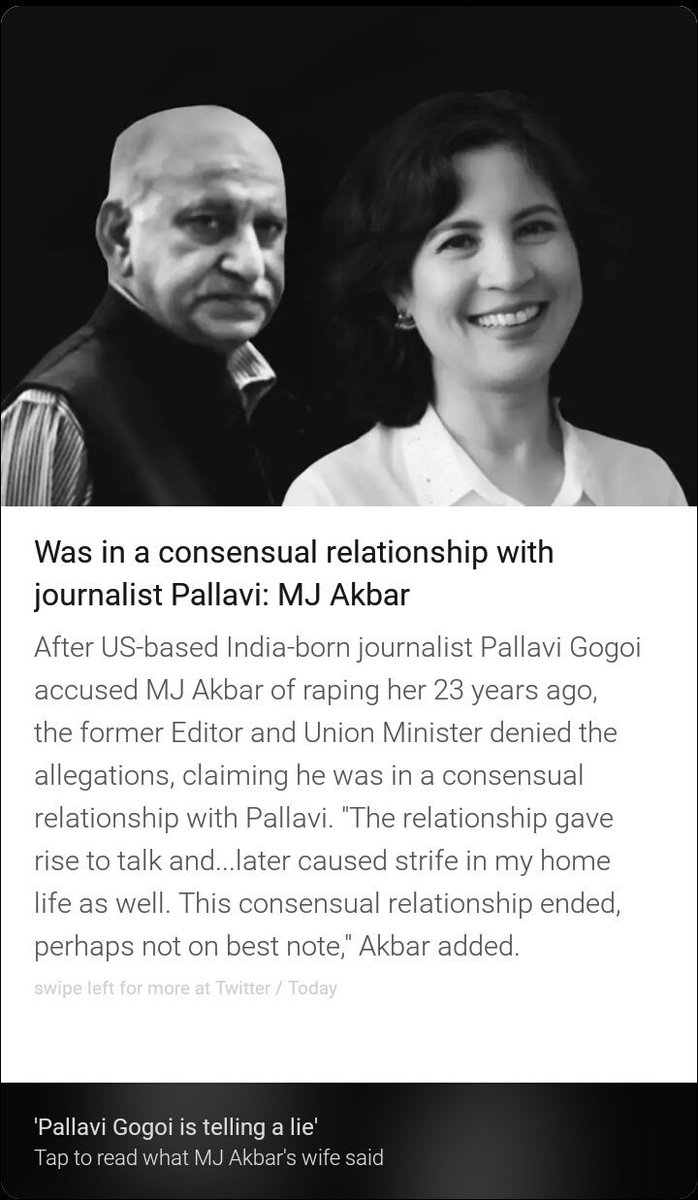 Was in a consensual relationship with
journalist Pallavi: MJ Akbar
After US-based India-born journalist Pallavi Gogoi
accused MJ Akbar of raping her 23 years ago,
the former Editor and Union Minister denied the
allegations, claiming he was in a consensual
relationship with Pallavi. "The relationship gave
rise to talk and...later caused strife in my home
life as well. This consensual relationship ended,
perhaps not on best note," Akbar added.
swipe left for more at Twitter / Today
'Pallavi Gogoi is telling a lie'
Tap to read what MJ Akbar's wife said